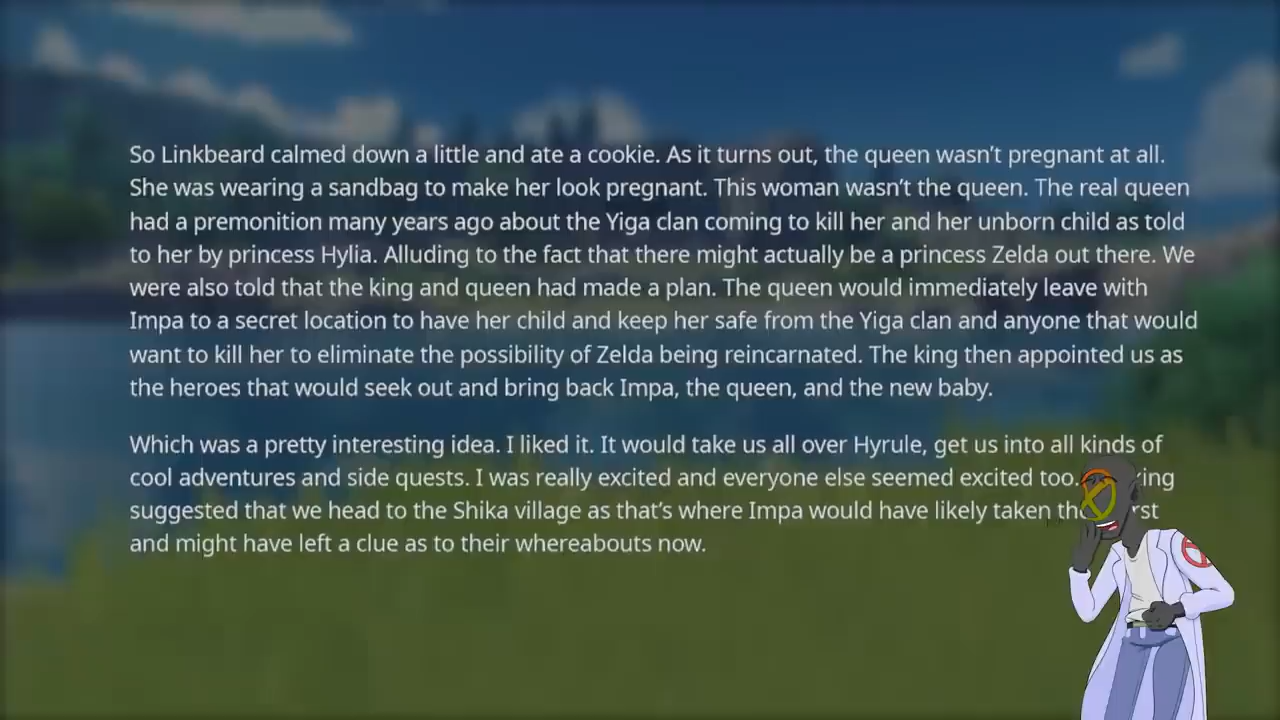 So Linkbeard calmed down a little and ate a cookie. As it turns out, the queen wasn't pregnant at all.
She was wearing a sandbag to make her look pregnant. This woman wasn't the queen. The real queen
had a premonition many years ago about the Yiga clan coming to kill her and her unborn child as told
to her by princess Hylia. Alluding to the fact that there might actually be a princess Zelda out there. We
were also told that the king and queen had made a plan. The queen would immediately leave with
Impa to a secret location to have her child and keep her safe from the Yiga clan and anyone that would
want to kill her to eliminate the possibility of Zelda being reincarnated. The king then appointed us as
the heroes that would seek out and bring back Impa, the queen, and the new baby.
Which was a pretty interesting idea. I liked it. It would take us all over Hyrule, get us into all kinds of
cool adventures and side quests. I was really excited and everyone else seemed excited too.
suggested that we head to the Shika village as that's where Impa would have likely taken
and might have left a clue as to their whereabouts now.